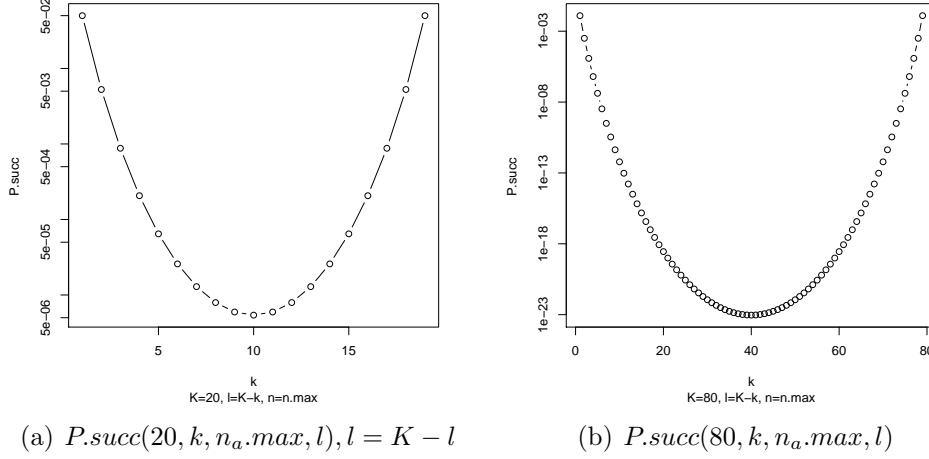 5e-02
5e-03
5e-04
5e-05
5e-06
P.succ
5 10 15
k
K=20, l=K−k, n=n.max
(a) P.succ(20, k, n_a.max, l), l = K − l
1e-03
1e-08
1e-13
1e-18
1e-23
P.succ
0 20 40 60 80
k
K=80, l=K−k, n=n.max
(b) P.succ(80, k, n_a.max, l)